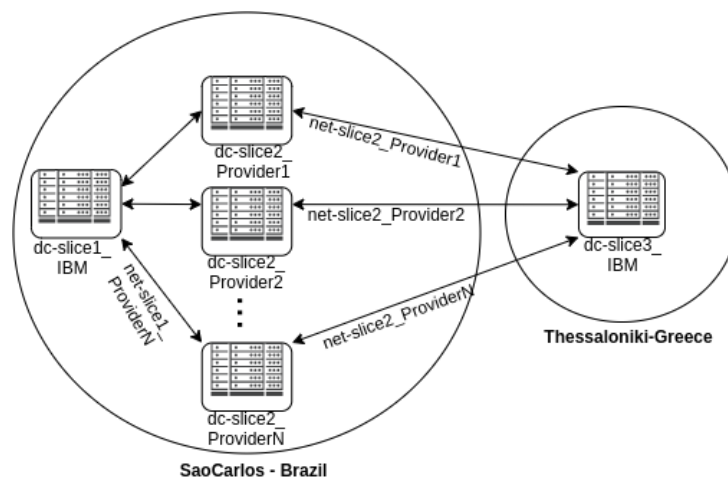 dc-slice2_
Provider1
net-slice2_Provider1
dc-slice1_
IBM
dc-slice2_
Provider2
net-slice2_Provider2
dc-slice3_
IBM
net-slice1_
ProviderN
net-slice2_ProviderN
dc-slice2_
ProviderN
Thessaloniki-Greece
SaoCarlos - Brazil